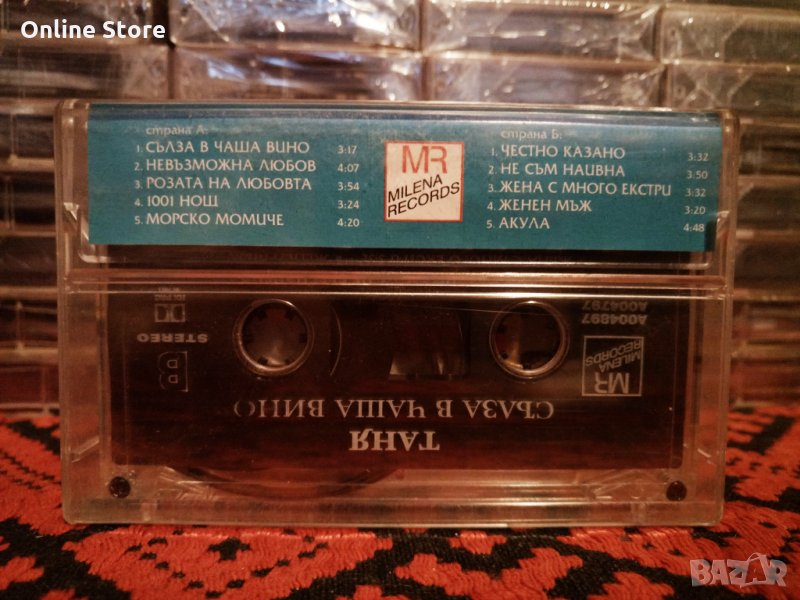 Online Store
страна А:
1. СЪЛЗА В ЧАША ВИНО 3:17
2. НЕВЪЗМОЖНА ЛЮБОВ 4:07
3. РОЗАТА НА ЛЮБОВТА 3:54
4. 1001 НОЩ 3:24
5. МОРСКО МОМИЧЕ 4:20
MR
MILENA
RECORDS
страна Б:
1. ЧЕСТНО КАЗАНО 3:32
2. НЕ СЪМ НАИВНА 3:50
3. ЖЕНА С МНОГО ЕКСТРИ 3:32
4. ЖЕНЕН МЪЖ 3:20
5. АКУЛА 4:48
ТАНЯ
СЪЛЗА В ЧАША ВИНО
MR
MILENA
RECORDS
B
STEREO
A004797
A004897
BAZAR